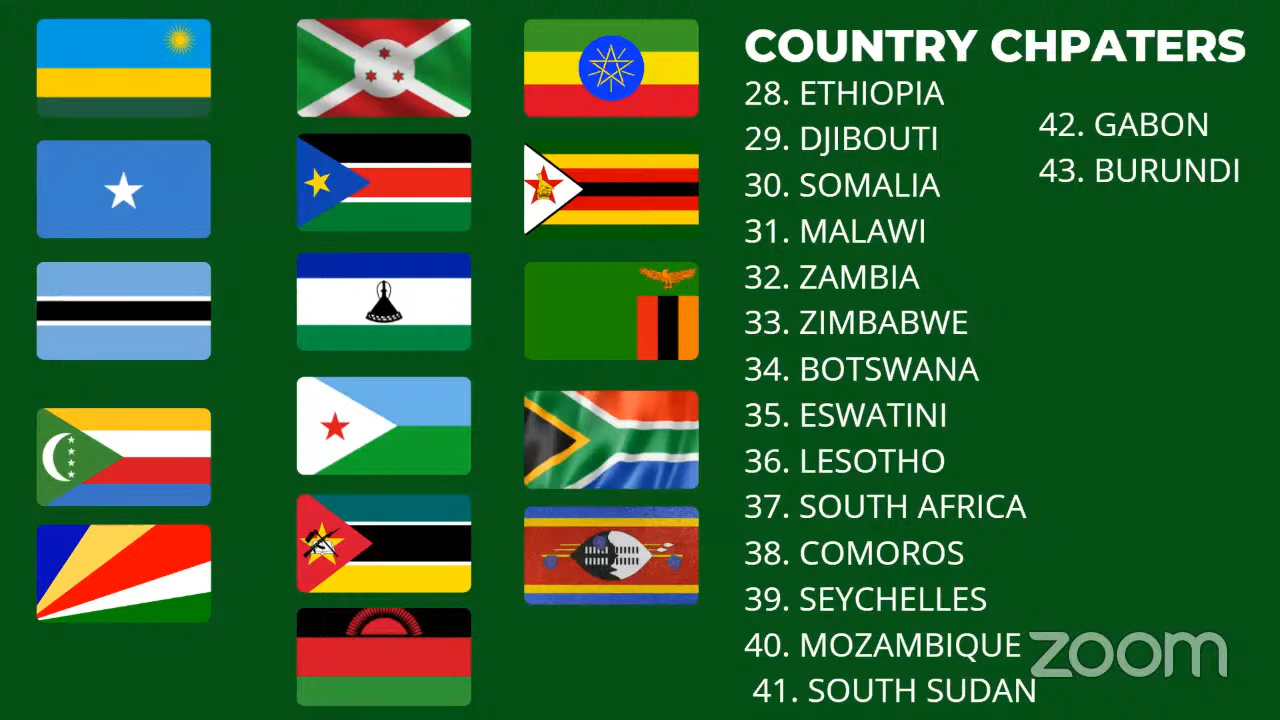 COUNTRY CHPATERS
28. ETHIOPIA
29. DJIBOUTI
30. SOMALIA
31. MALAWI
32. ZAMBIA
33. ZIMBABWE
34. BOTSWANA
35. ESWATINI
36. LESOTHO
37. SOUTH AFRICA
38. COMOROS
39. SEYCHELLES
40. MOZAMBIQUE
41. SOUTH SUDAN
42. GABON
43. BURUNDI
zoom